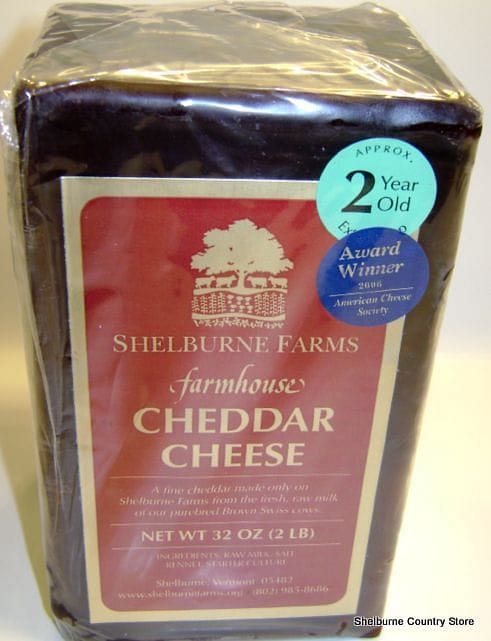 APPROX.
2 Year
Old
Award
Winner
2006
American Cheese
Society
SHELBURNE FARMS
farmhouse
CHEDDAR
CHEESE
A fine cheddar made only on
Shelburne Farms from the fresh, raw milk
of our purebred Brown Swiss cows.
NET WT 32 OZ (2 LB)
INGREDIENTS: RAW MILK, SALT
RENNET, STARTER CULTURE
Shelburne, Vermont 05482
www.shelburnefarms.org (802) 985-8686
Shelburne Country Store